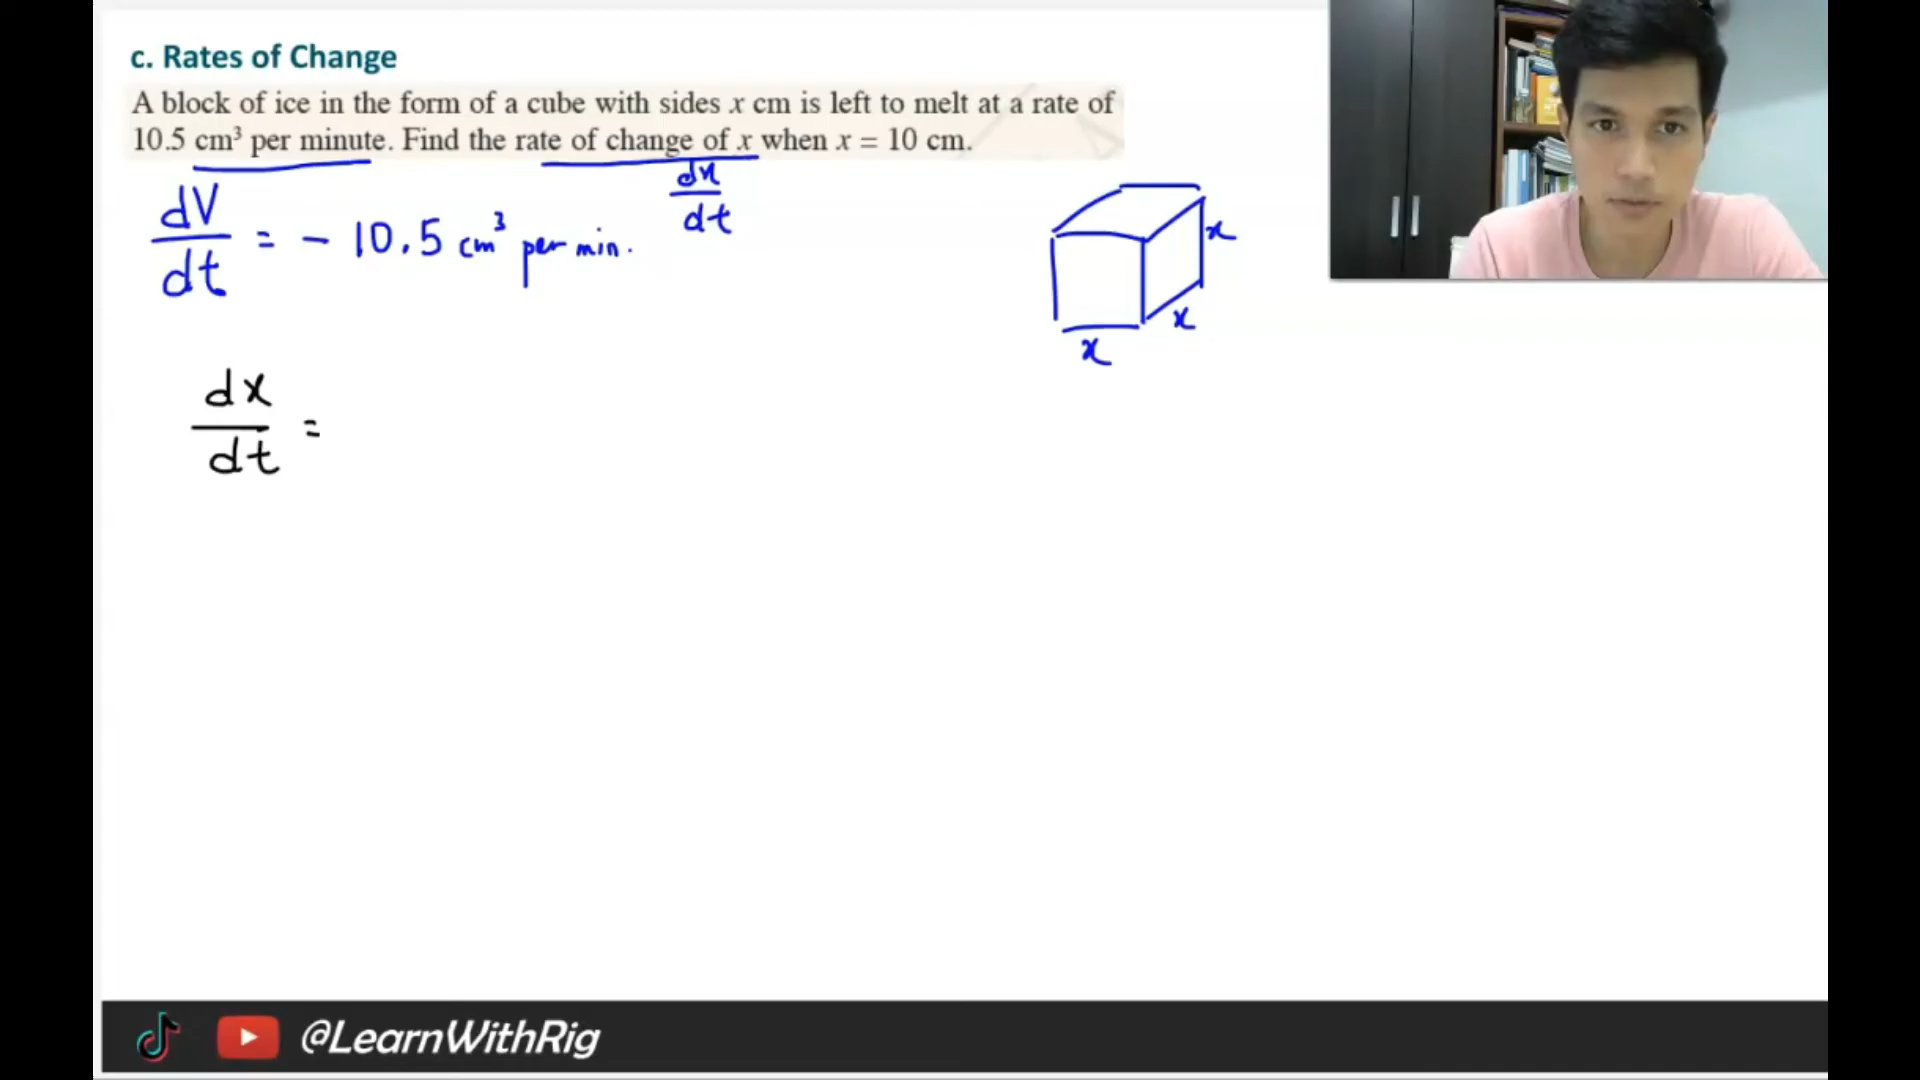 c. Rates of Change
A block of ice in the form of a cube with sides x cm is left to melt at a rate of
10.5 cm³ per minute. Find the rate of change of x when x = 10 cm.
dx
dt
dV
dt
= - 10.5 cm³ per min.
x
x
x
dx
dt
=
@LearnWithRig